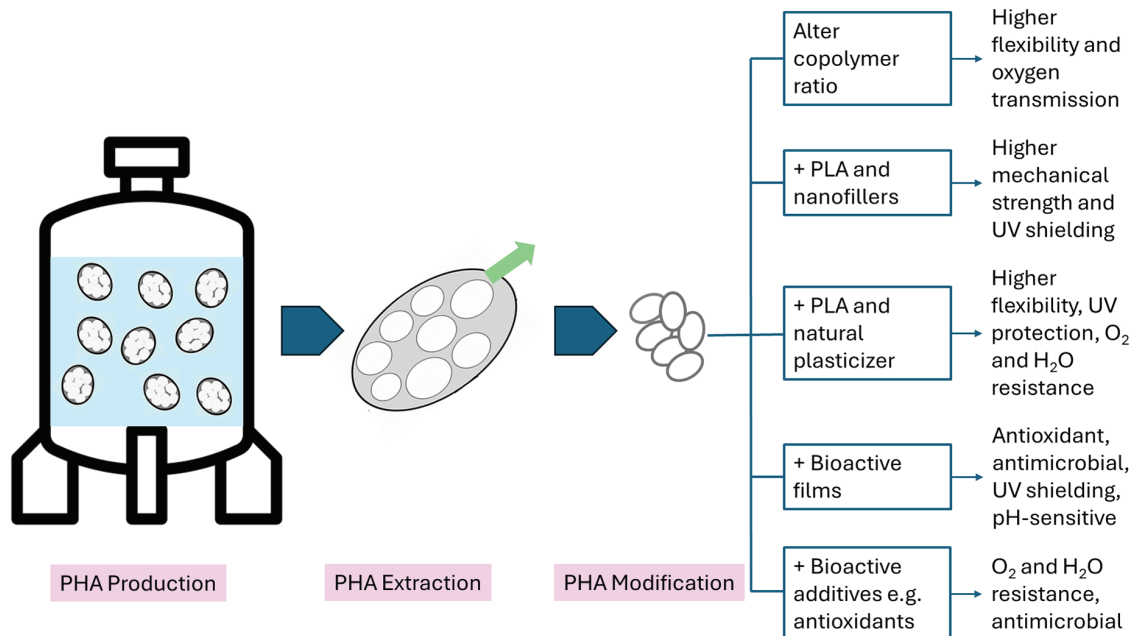 Alter
copolymer
ratio
Higher
flexibility and
oxygen
transmission
+ PLA and
nanofillers
Higher
mechanical
strength and
UV shielding
+ PLA and
natural
plasticizer
Higher
flexibility, UV
protection, O₂
and H₂O
resistance
+ Bioactive
films
Antioxidant,
antimicrobial,
UV shielding,
pH-sensitive
+ Bioactive
additives e.g.
antioxidants
O₂ and H₂O
resistance,
antimicrobial
PHA Production
PHA Extraction
PHA Modification